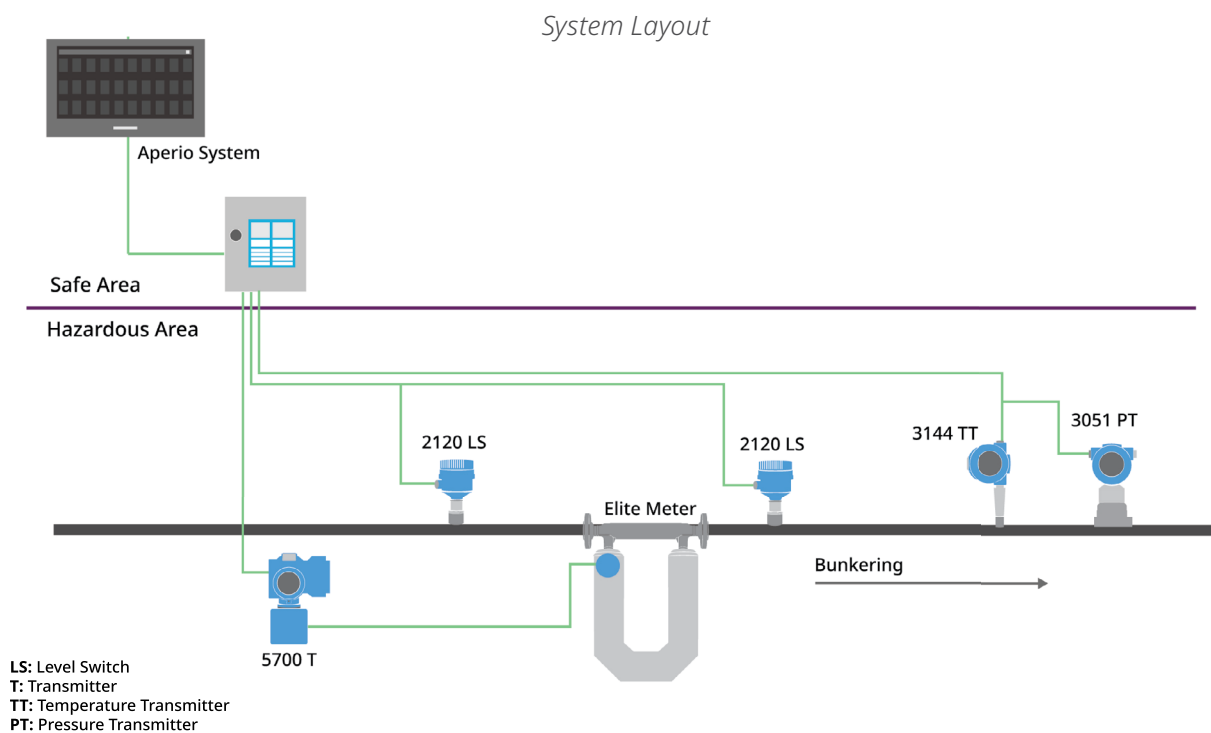 System Layout
Aperio System
Safe Area
Hazardous Area
2120 LS
2120 LS
3144 TT
3051 PT
Elite Meter
Bunkering
5700 T
LS: Level Switch
T: Transmitter
TT: Temperature Transmitter
PT: Pressure Transmitter